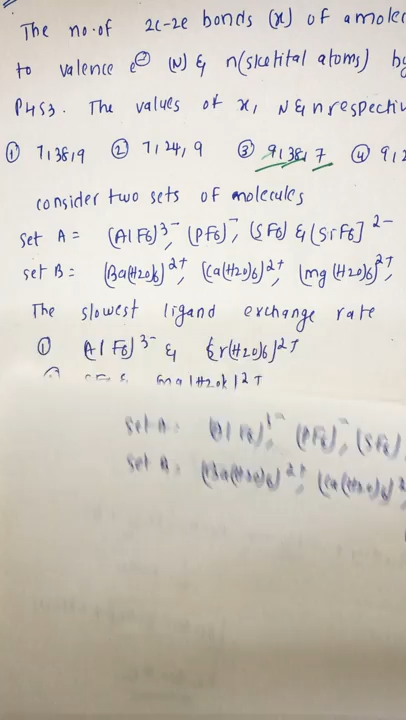 The no.of 2c-2e bonds (x) of a molec
to valence e⊖ (N) & n(skelital atoms) by
P4S3. The values of x, N & n respectiv
① 7,38,9 ② 7,24,9 ③ 9,38,7 ④ 9,2
consider two sets of molecules
set A = (AlF6)3-, (PF6)-, (SF6) & (SiF6]2-
set B = (Ba(H2O)6)2+, (Ca(H2O)6)2+, (mg(H2O)6)2+,
The slowest ligand exchange rate
① (AlF6)3- & {r(H2O)6)2+
set A: (PF6)-, (SF6),